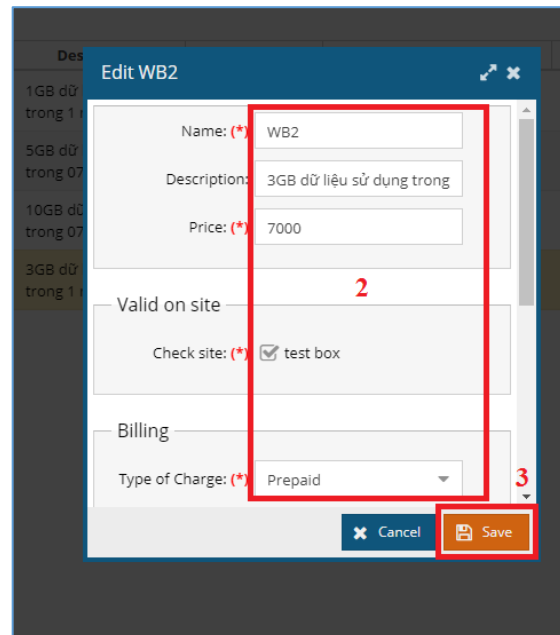 Des
Edit WB2
1GB dữ
trong 1
Name: (*)
WB2
5GB dữ
trong 07
Description:
3GB dữ liệu sử dụng trong
10GB dữ
trong 07
Price: (*)
7000
3GB dữ
trong 1
2
Valid on site
Check site: (*)
test box
Billing
Type of Charge: (*)
Prepaid
3
Cancel
Save